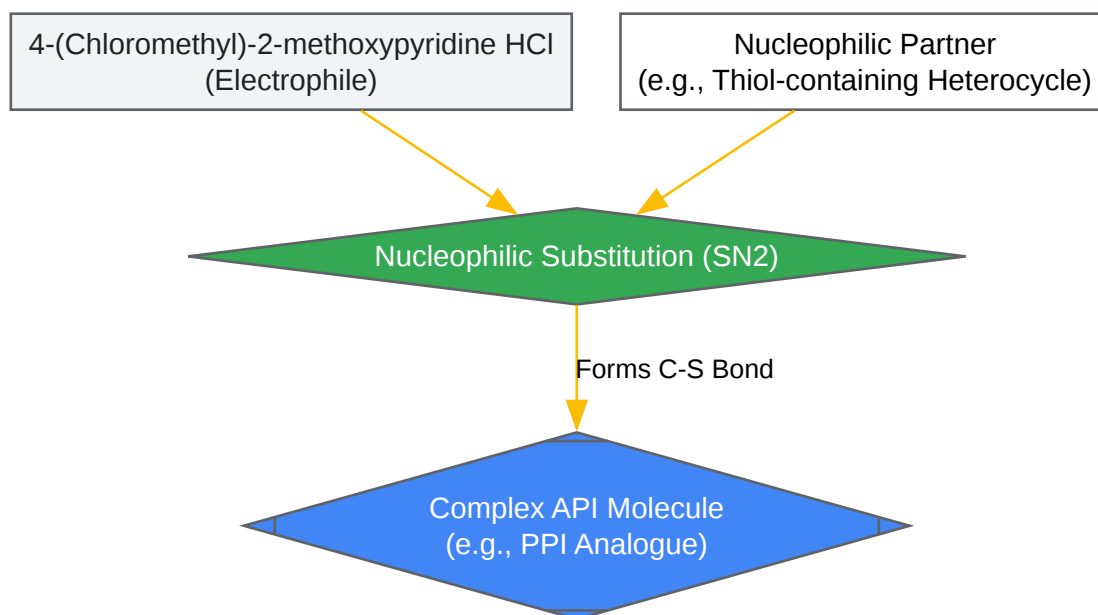 4-(Chloromethyl)-2-methoxypyridine HCl
(Electrophile)
Nucleophilic Partner
(e.g., Thiol-containing Heterocycle)
Nucleophilic Substitution (SN2)
Forms C-S Bond
Complex API Molecule
(e.g., PPI Analogue)